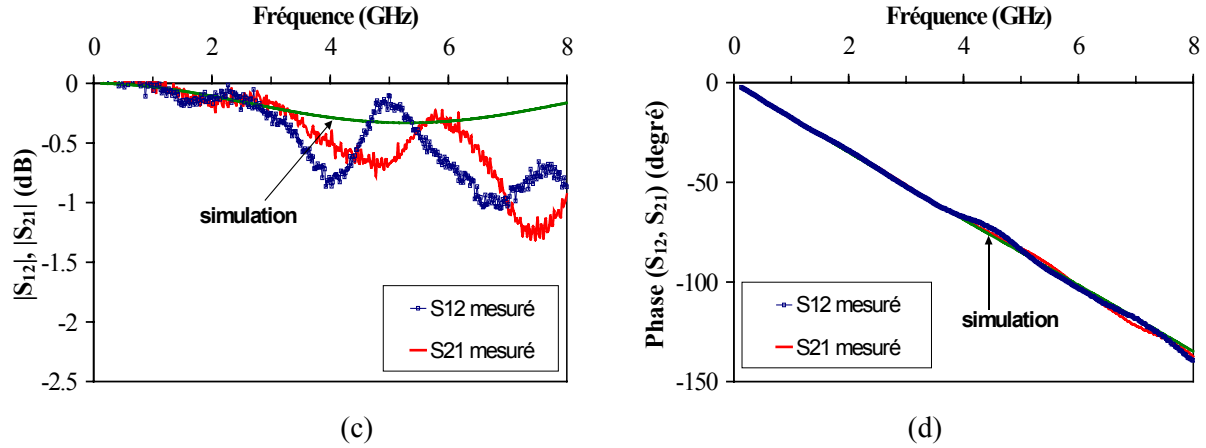 Fréquence (GHz)
0 2 4 6 8
0
-0.5
-1
-1.5
-2
-2.5
|S12|, |S21| (dB)
simulation
S12 mesuré
S21 mesuré
(c)
Fréquence (GHz)
0 2 4 6 8
0
-50
-100
-150
Phase (S12, S21) (degré)
simulation
S12 mesuré
S21 mesuré
(d)